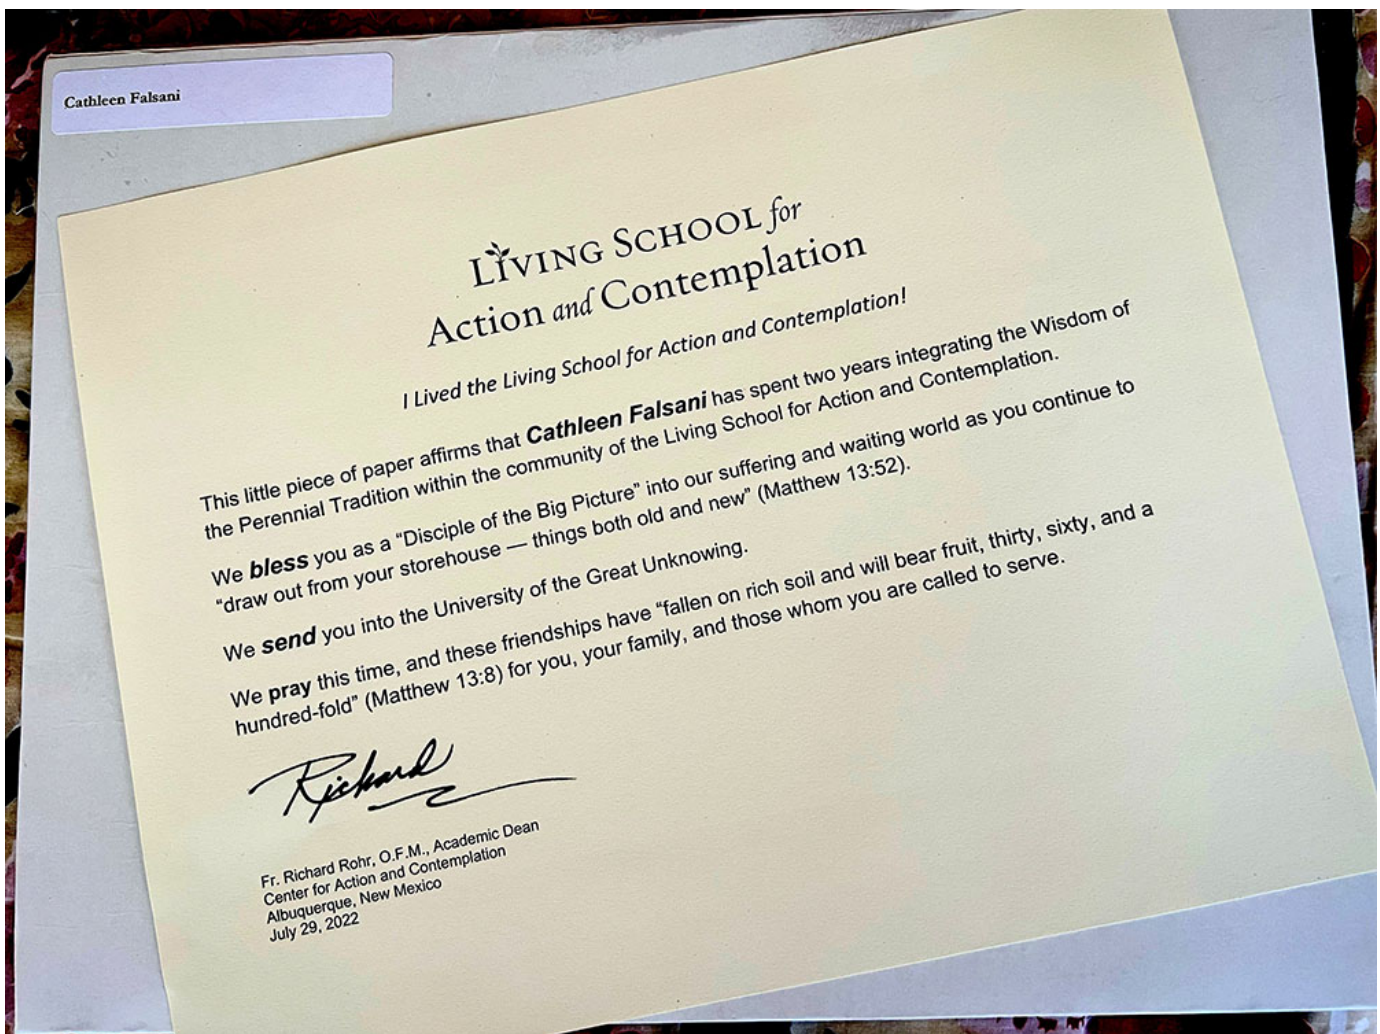 Cathleen Falsani
LIVING SCHOOL for
Action and Contemplation
I Lived the Living School for Action and Contemplation!
This little piece of paper affirms that Cathleen Falsani has spent two years integrating the Wisdom of
the Perennial Tradition within the community of the Living School for Action and Contemplation.
We bless you as a “Disciple of the Big Picture” into our suffering and waiting world as you continue to
“draw out from your storehouse — things both old and new” (Matthew 13:52).
We send you into the University of the Great Unknowing.
We pray this time, and these friendships have “fallen on rich soil and will bear fruit, thirty, sixty, and a
hundred-fold” (Matthew 13:8) for you, your family, and those whom you are called to serve.
Richard
Fr. Richard Rohr, O.F.M., Academic Dean
Center for Action and Contemplation
Albuquerque, New Mexico
July 29, 2022